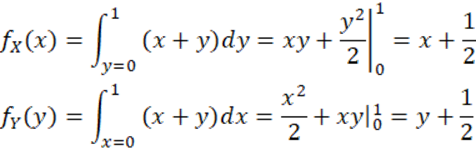 f_X(x) = ∫_{y=0}^{1} (x + y)dy = xy + y²/2 |_0^1 = x + 1/2
f_Y(y) = ∫_{x=0}^{1} (x + y)dx = x²/2 + xy|_0^1 = y + 1/2